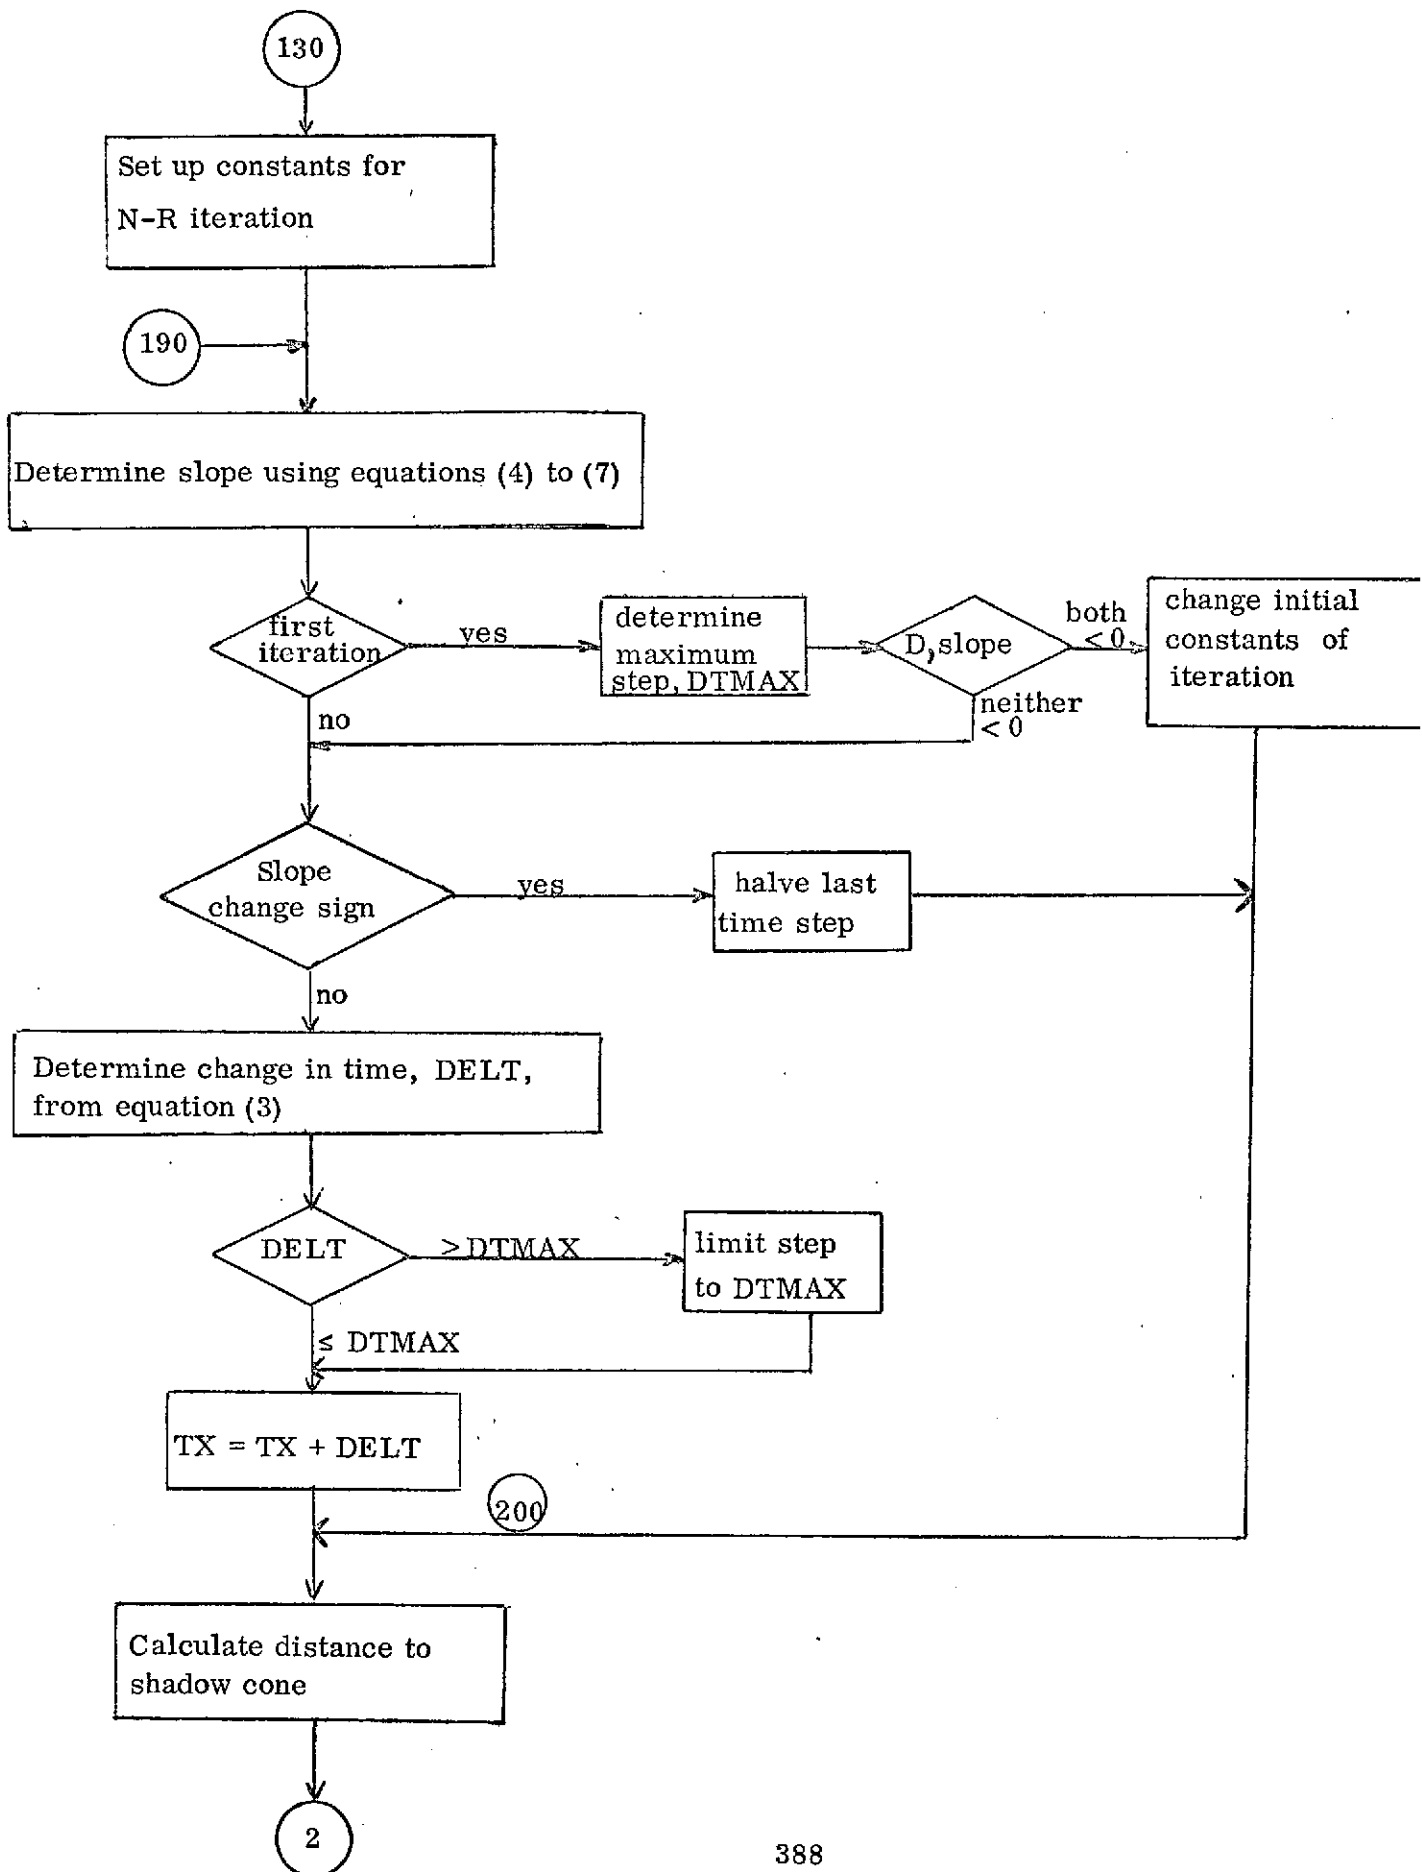 130
Set up constants for
N-R iteration
190
Determine slope using equations (4) to (7)
first
iteration
yes
determine
maximum
step, DTMAX
D, slope
both
< 0
change initial
constants of
iteration
neither
< 0
no
Slope
change sign
yes
halve last
time step
no
Determine change in time, DELT,
from equation (3)
DELT
> DTMAX
limit step
to DTMAX
≤ DTMAX
TX = TX + DELT
200
Calculate distance to
shadow cone
2
388